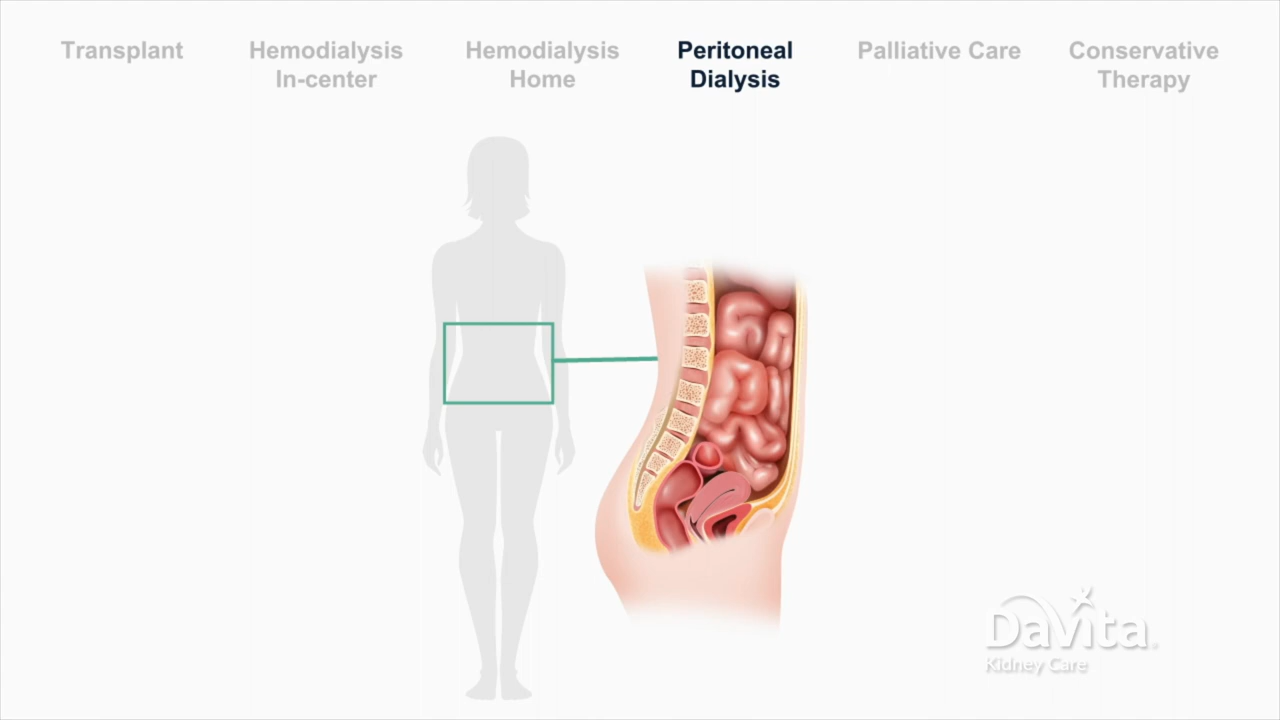 Transplant
Hemodialysis
In-center
Hemodialysis
Home
Peritoneal
Dialysis
Palliative Care
Conservative
Therapy
DaVita®
Kidney Care